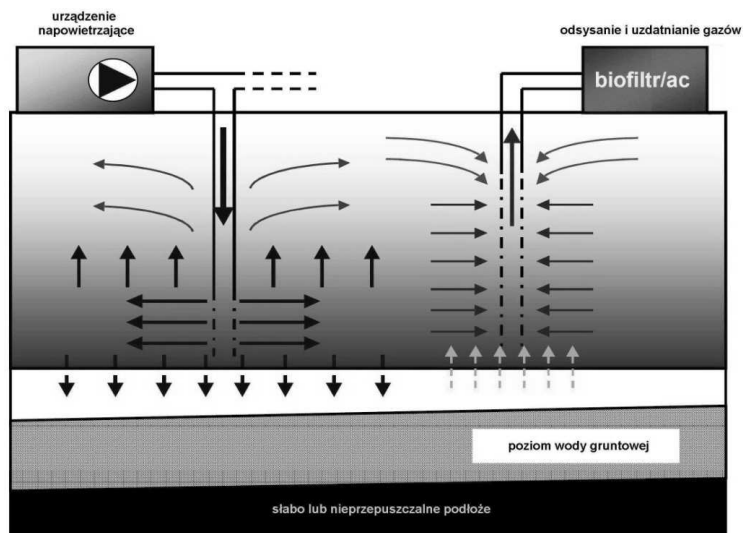 urządzenie
napowietrzające
odsysanie i uzdatnianie gazów
biofiltr/ac
poziom wody gruntowej
słabo lub nieprzepuszczalne podłoże